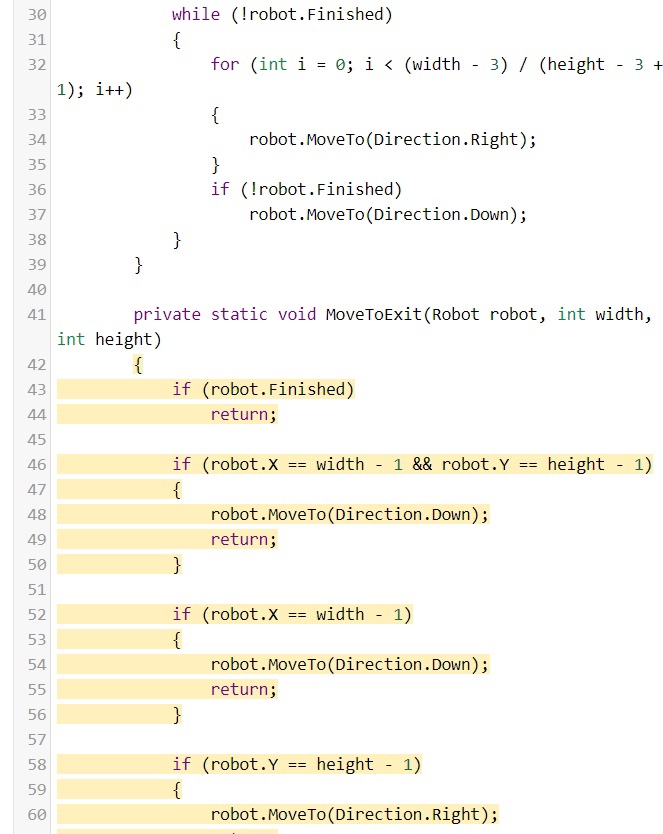 30 while (!robot.Finished)
31 {
32 for (int i = 0; i < (width - 3) / (height - 3 +
1); i++)
33 {
34 robot.MoveTo(Direction.Right);
35 }
36 if (!robot.Finished)
37 robot.MoveTo(Direction.Down);
38 }
39 }
40
41 private static void MoveToExit(Robot robot, int width,
int height)
42 {
43 if (robot.Finished)
44 return;
45
46 if (robot.X == width - 1 && robot.Y == height - 1)
47 {
48 robot.MoveTo(Direction.Down);
49 return;
50 }
51
52 if (robot.X == width - 1)
53 {
54 robot.MoveTo(Direction.Down);
55 return;
56 }
57
58 if (robot.Y == height - 1)
59 {
60 robot.MoveTo(Direction.Right);